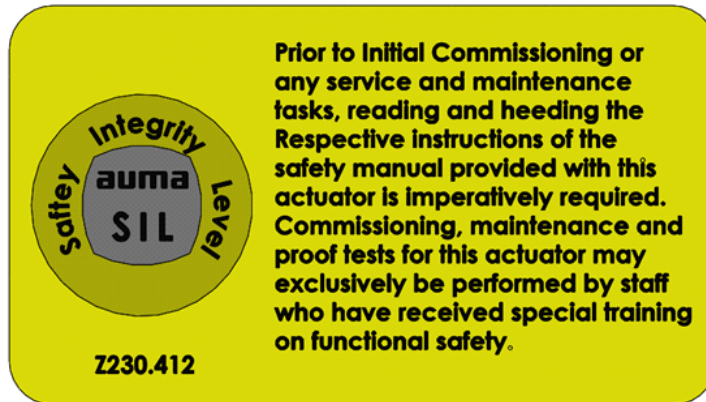 Saftey Integrity Level
auma
SIL
Z230.412
Prior to Initial Commissioning or
any service and maintenance
tasks, reading and heeding the
Respective instructions of the
safety manual provided with this
actuator is imperatively required.
Commissioning, maintenance and
proof tests for this actuator may
exclusively be performed by staff
who have received special training
on functional safety。